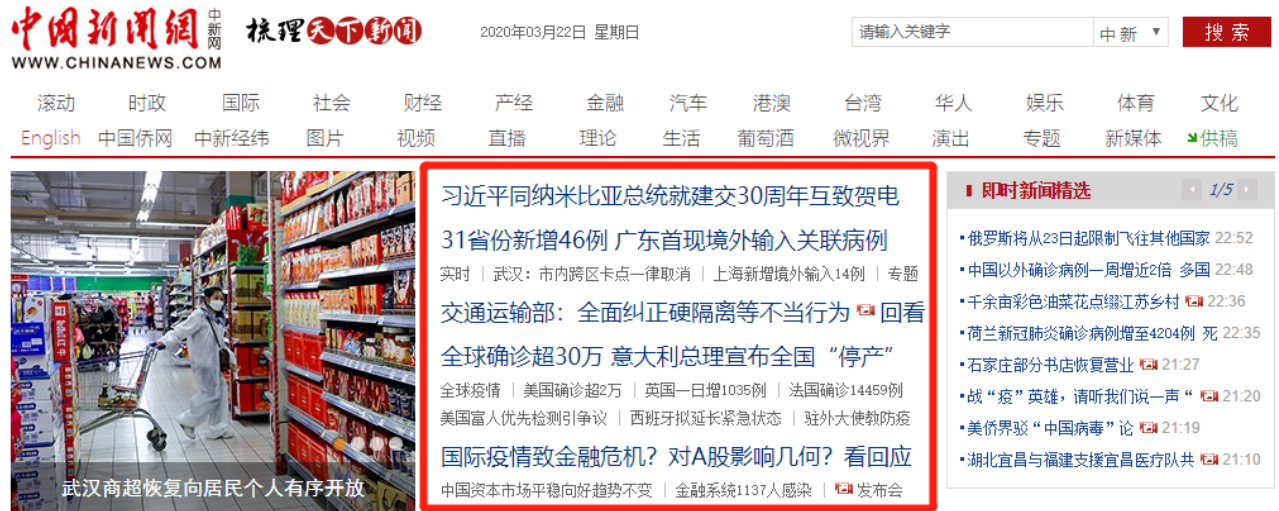 中國新聞網 中新网 梳理天下新闻 2020年03月22日 星期日 请输入关键字 中新 ▼ 搜 索
WWW.CHINANEWS.COM
滚动 时政 国际 社会 财经 产经 金融 汽车 港澳 台湾 华人 娱乐 体育 文化
English 中国侨网 中新经纬 图片 视频 直播 理论 生活 葡萄酒 微视界 演出 专题 新媒体 供稿
武汉商超恢复向居民个人有序开放
习近平同纳米比亚总统就建交30周年互致贺电
31省份新增46例 广东首现境外输入关联病例
实时 | 武汉：市内跨区卡点一律取消 | 上海新增境外输入14例 | 专题
交通运输部：全面纠正硬隔离等不当行为 回看
全球确诊超30万 意大利总理宣布全国“停产”
全球疫情 | 美国确诊超2万 | 英国一日增1035例 | 法国确诊14459例
美国富人优先检测引争议 | 西班牙拟延长紧急状态 | 驻外大使教防疫
国际疫情致金融危机？对A股影响几何？看回应
中国资本市场平稳向好趋势不变 | 金融系统1137人感染 | 发布会
即时新闻精选 1/5
俄罗斯将从23日起限制飞往其他国家 22:52
中国以外确诊病例一周增近2倍 多国 22:48
千余亩彩色油菜花点缀江苏乡村 22:36
荷兰新冠肺炎确诊病例增至4204例 死 22:35
石家庄部分书店恢复营业 21:27
战“疫”英雄，请听我们说一声“ 21:20
美侨界驳“中国病毒”论 21:19
湖北宜昌与福建支援宜昌医疗队共 21:10